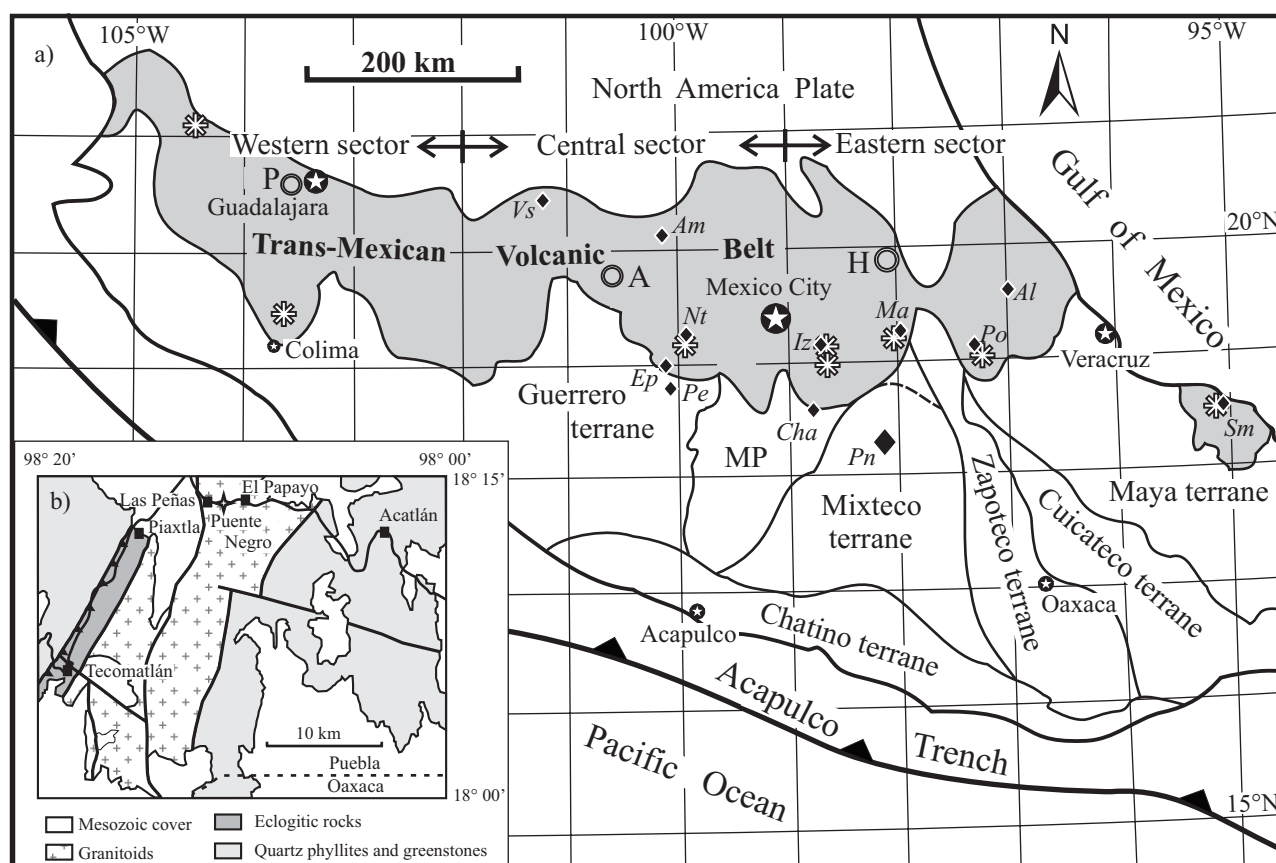 105°W
100°W
95°W
a)
200 km
N
North America Plate
Western sector
Central sector
Eastern sector
Gulf of Mexico
P
Guadalajara
Vs
Am
20°N
Trans-Mexican
Volcanic
Belt
A
H
Mexico City
Al
Nt
Iz
Ma
Po
Colima
Veracruz
Ep
Pe
Guerrero
terrane
Cha
Sm
MP
Pn
Maya terrane
Mixteco
terrane
Zapoteco terrane
Cuicateco terrane
Oaxaca
Acapulco
Chatino terrane
Acapulco
Trench
Pacific Ocean
15°N
98° 20'
98° 00'
18° 15'
b)
Las Peñas
El Papayo
Piaxtla
Puente
Negro
Acatlán
Tecomatlán
10 km
Puebla
Oaxaca
18° 00'
Mesozoic cover
Eclogitic rocks
Granitoids
Quartz phyllites and greenstones